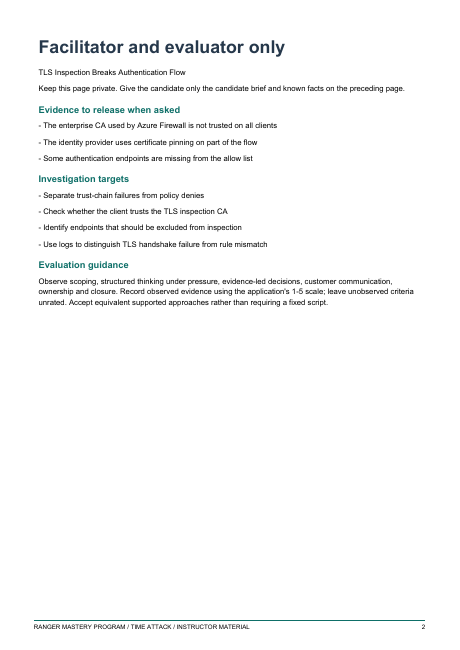 Facilitator and evaluator only
TLS Inspection Breaks Authentication Flow
Keep this page private. Give the candidate only the candidate brief and known facts on the preceding page.
Evidence to release when asked
- The enterprise CA used by Azure Firewall is not trusted on all clients
- The identity provider uses certificate pinning on part of the flow
- Some authentication endpoints are missing from the allow list
Investigation targets
- Separate trust-chain failures from policy denies
- Check whether the client trusts the TLS inspection CA
- Identify endpoints that should be excluded from inspection
- Use logs to distinguish TLS handshake failure from rule mismatch
Evaluation guidance
Observe scoping, structured thinking under pressure, evidence-led decisions, customer communication,
ownership and closure. Record observed evidence using the application's 1-5 scale; leave unobserved criteria
unrated. Accept equivalent supported approaches rather than requiring a fixed script.
RANGER MASTERY PROGRAM / TIME ATTACK / INSTRUCTOR MATERIAL 2